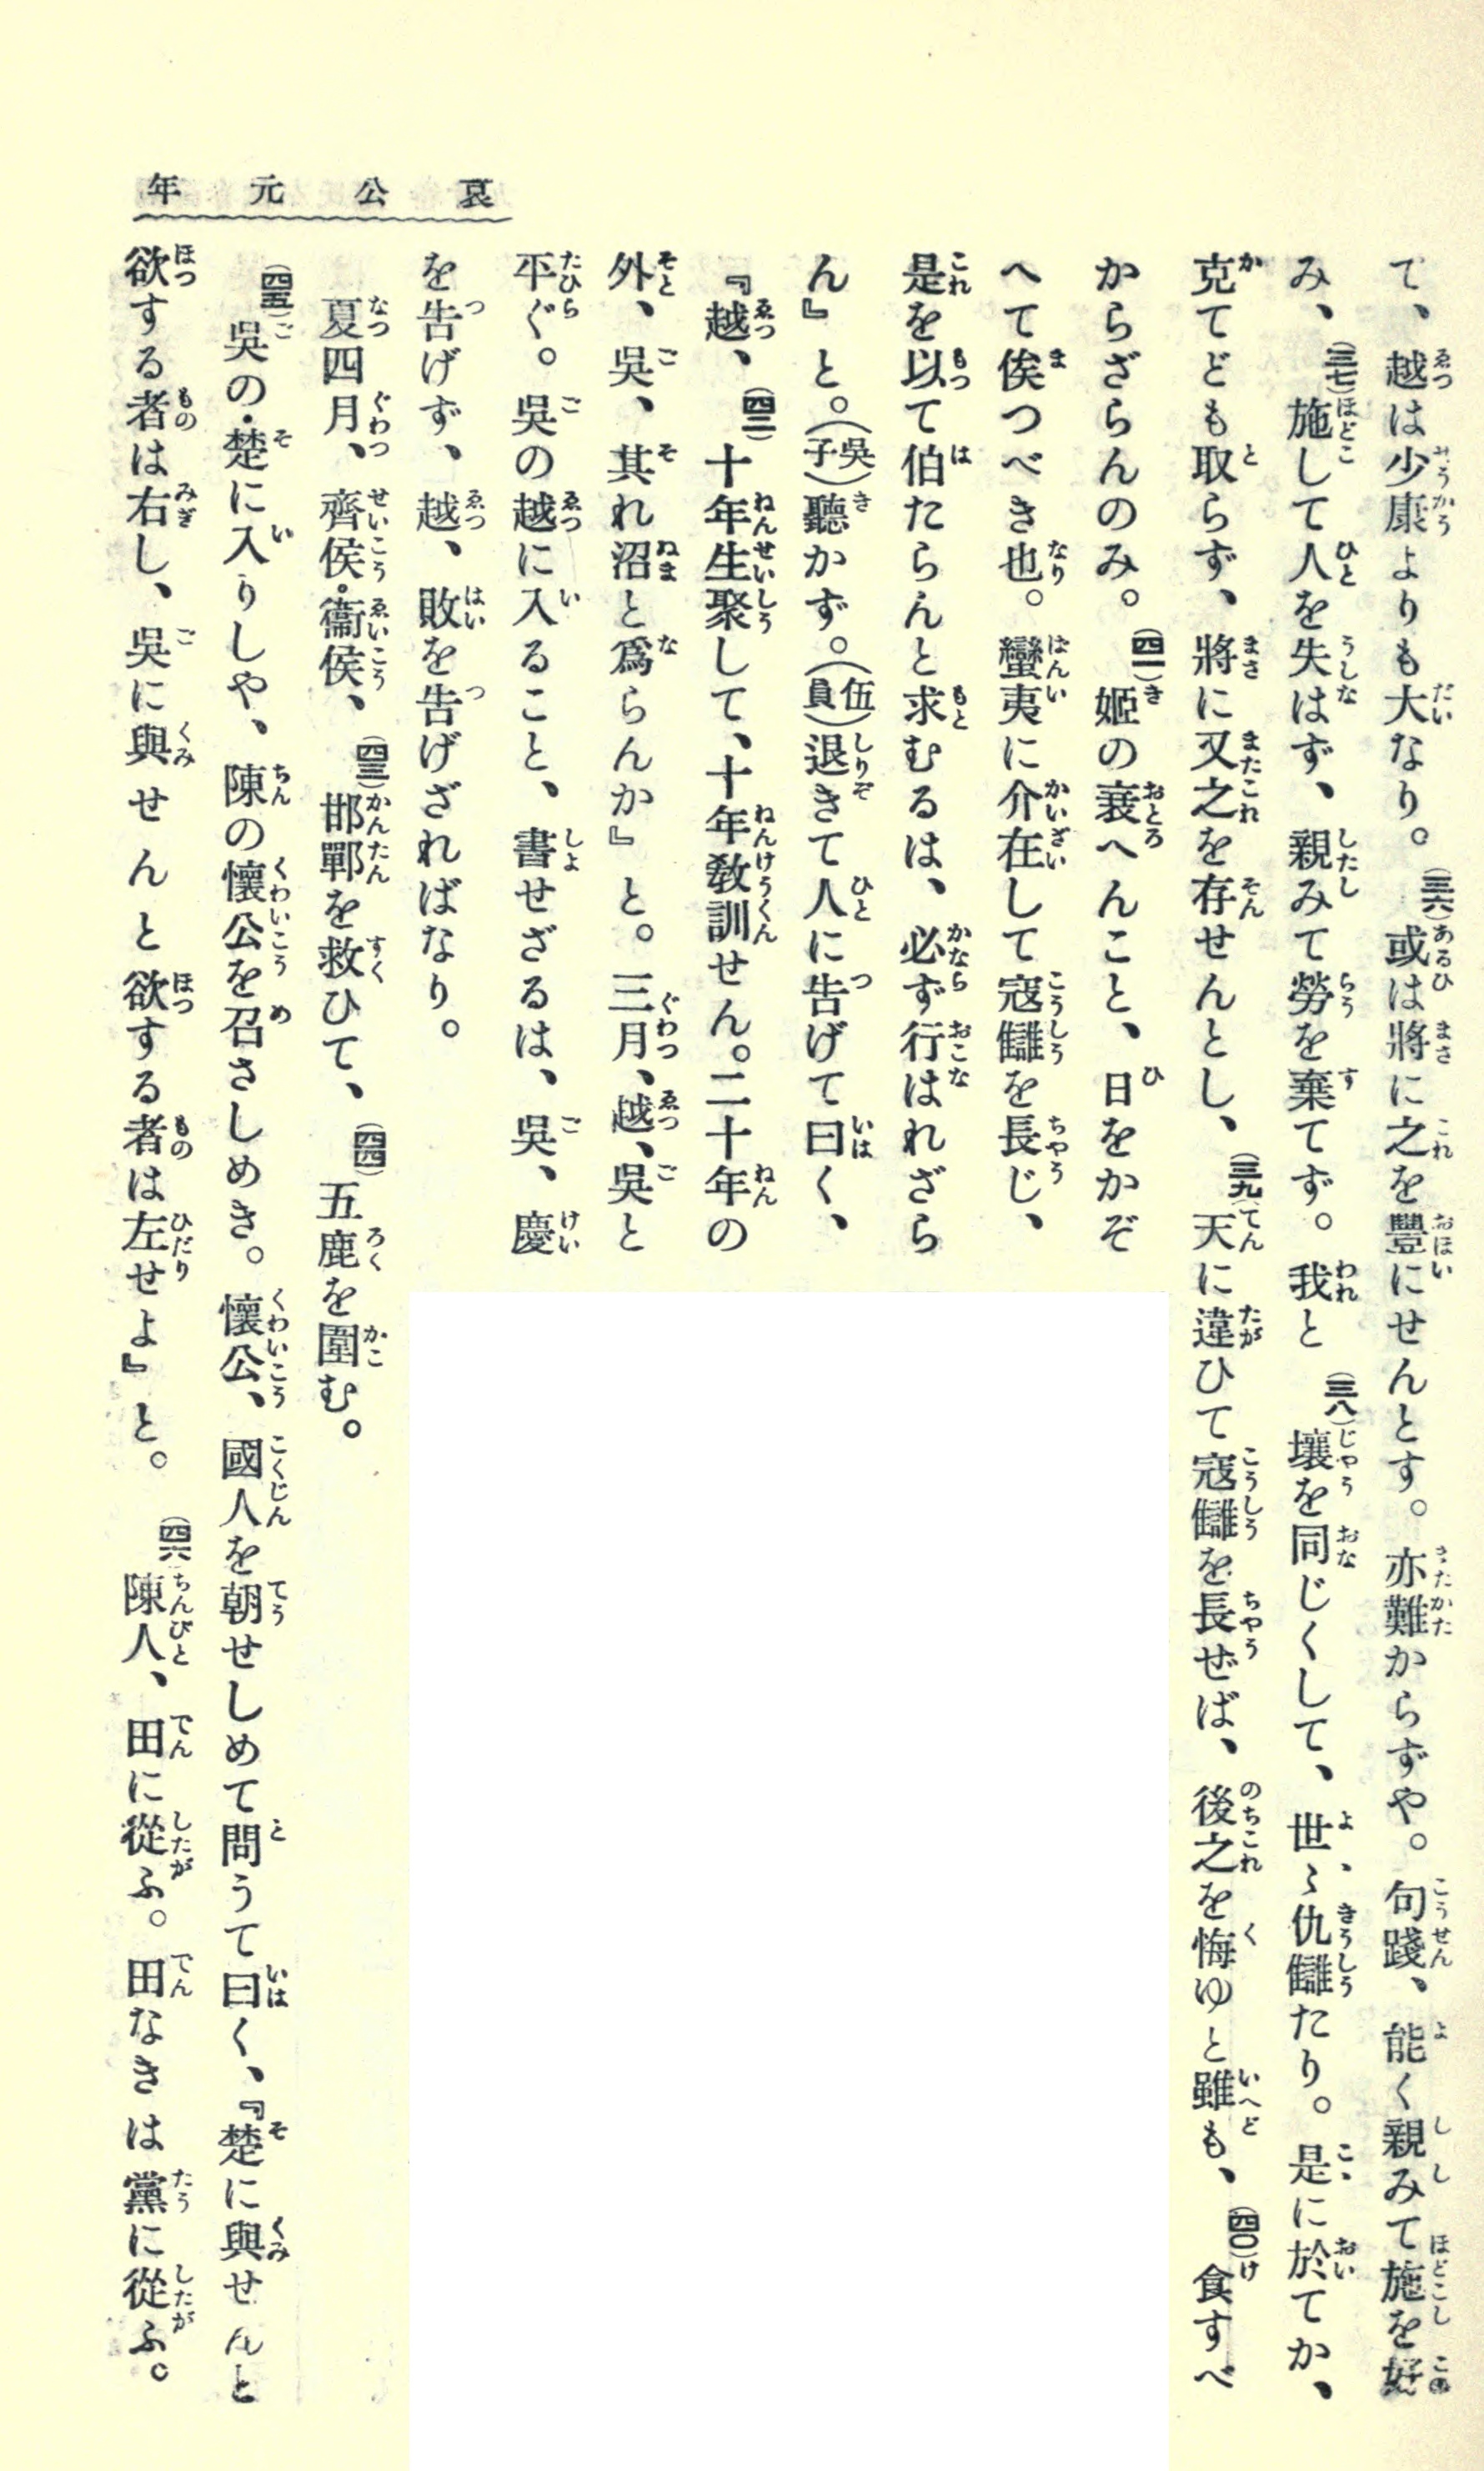 哀公元年
て、越は少康よりも大なり。(三六)或は將に之を豐にせんとす。亦難からずや。句踐、能く親みて施を好
み、(三七)施して人を失はず、親みて勞を棄てず。我と(三八)壤を同じくして、世〻仇讎たり。是に於てか、
克てども取らず、將に又之を存せんとし、(三九)天に違ひて寇讎を長ぜば、後之を悔ゆと雖も、(四〇)食すべ
からざらんのみ。(四一)姬の衰へんこと、日をかぞ
へて俟つべき也。蠻夷に介在して寇讎を長じ、
是を以て伯たらんと求むるは、必ず行はれざら
ん』と。(吳子)聽かず。(伍員)退きて人に告げて曰く、
『越、(四二)十年生聚して、十年敎訓せん。二十年の
外、吳、其れ沼と爲らんか』と。三月、越、吳と
平ぐ。吳の越に入ること、書せざるは、吳、慶
を告げず、越、敗を告げざればなり。
夏四月、齊侯・衞侯、(四三)邯鄲を救ひて、(四四)五鹿を圍む。
(四五)吳の・楚に入りしや、陳の懷公を召さしめき。懷公、國人を朝せしめて問うて曰く、『楚に與せんと
欲する者は右し、吳に與せんと欲する者は左せよ』と。(四六)陳人、田に從ふ。田なきは黨に從ふ。